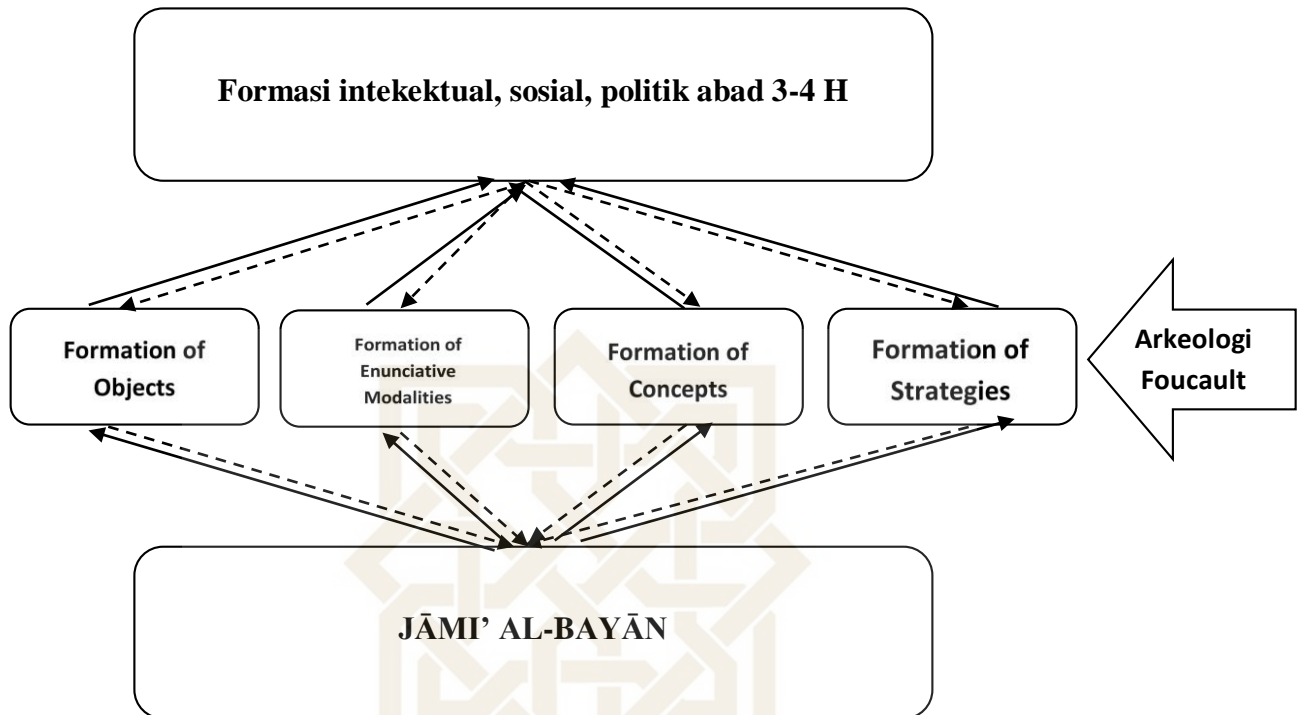 Formasi intekektual, sosial, politik abad 3-4 H
Formation of
Objects
Formation of
Enunciative
Modalities
Formation of
Concepts
Formation of
Strategies
Arkeologi
Foucault
JĀMI’ AL-BAYĀN